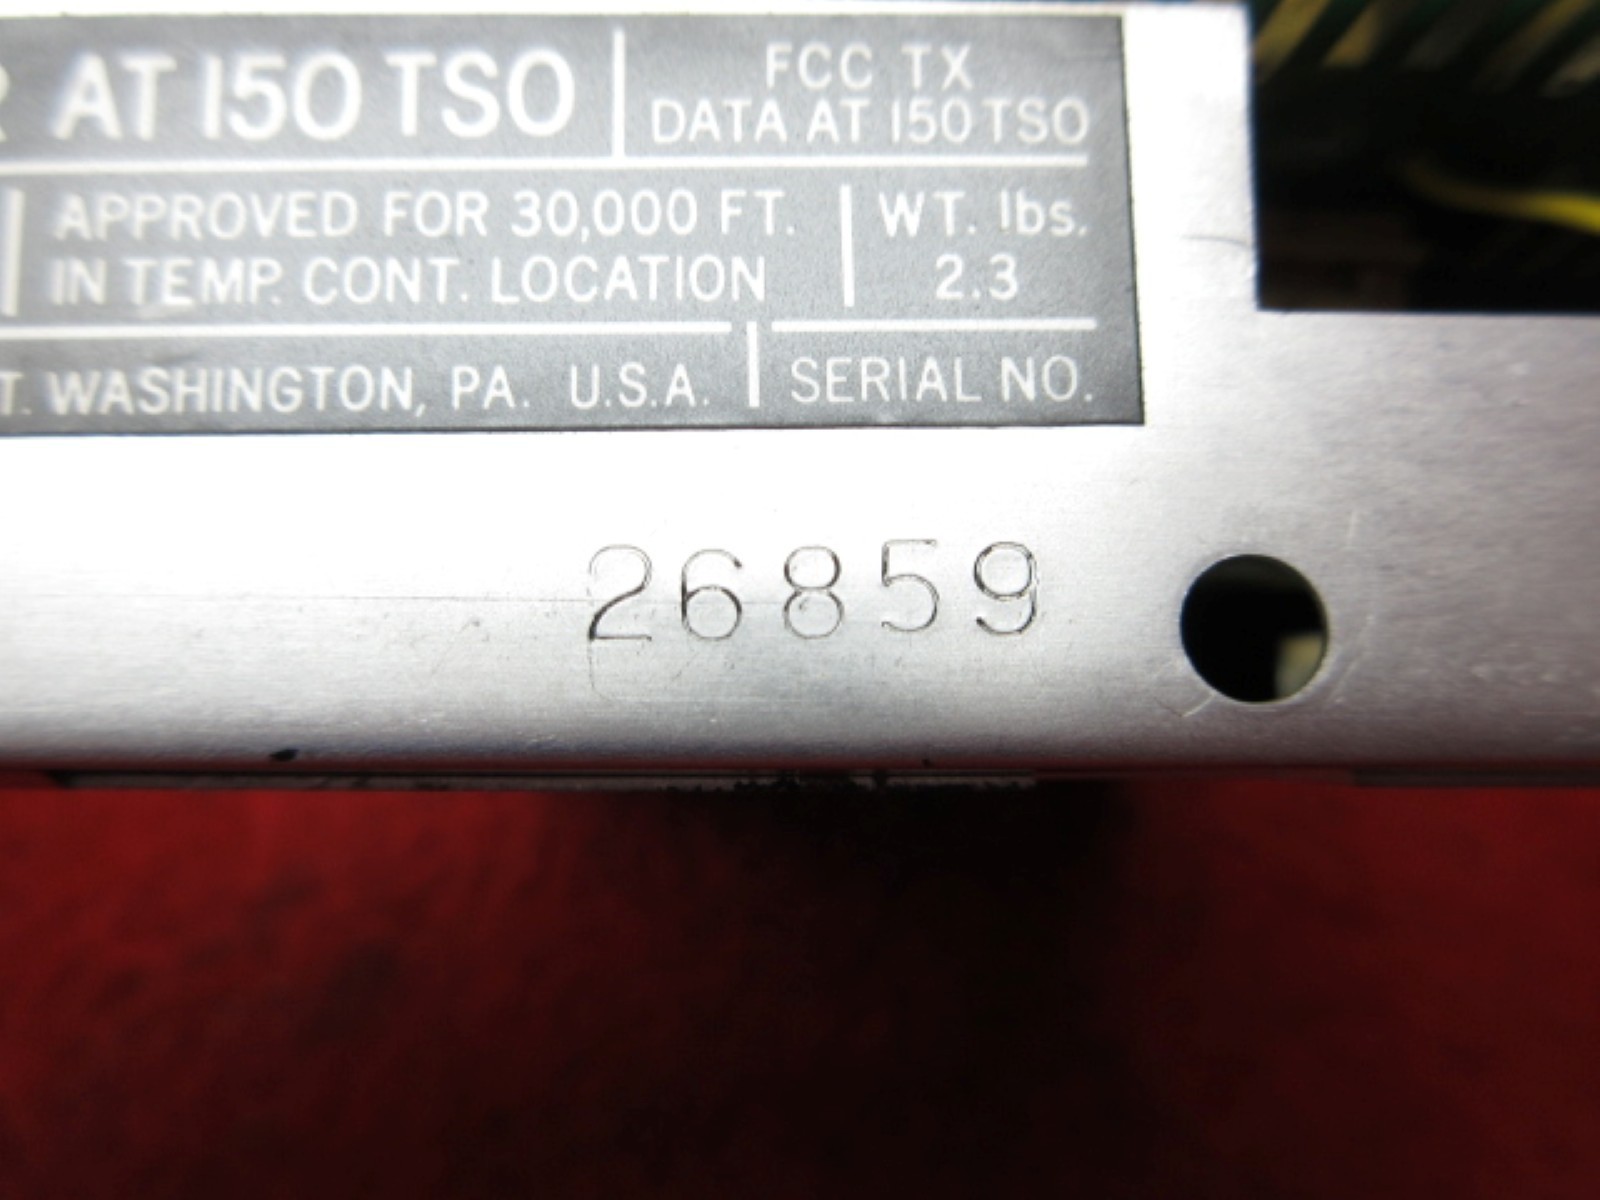 AT 150 TSO
FCC TX
DATA AT 150 TSO
APPROVED FOR 30,000 FT.
IN TEMP. CONT. LOCATION
WT. lbs.
2.3
T. WASHINGTON, PA. U.S.A.
SERIAL NO.
26859